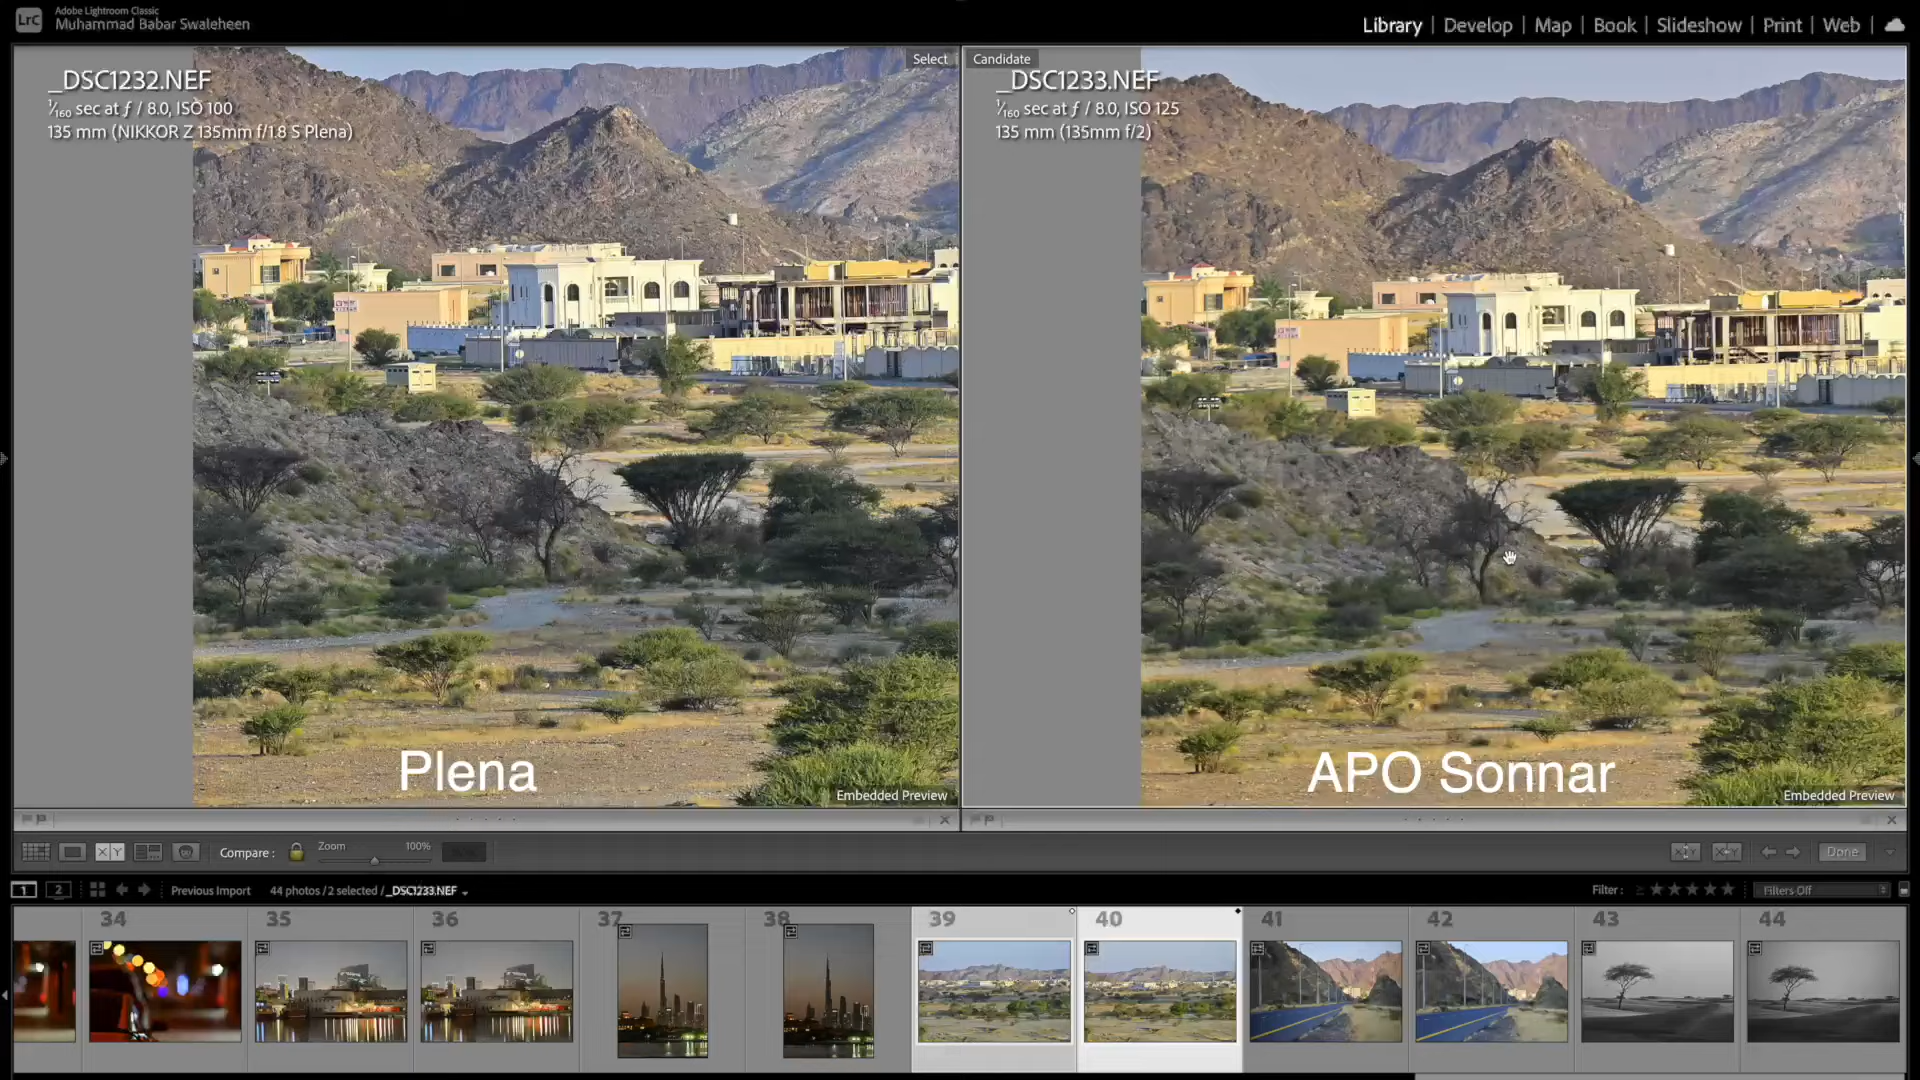 LrC
Adobe Lightroom Classic
Muhammad Babar Swaleheen
Library | Develop | Map | Book | Slideshow | Print | Web
_DSC1232.NEF
1/160 sec at ƒ / 8.0, ISO 100
135 mm (NIKKOR Z 135mm f/1.8 S Plena)
Select
Candidate
_DSC1233.NEF
1/160 sec at ƒ / 8.0, ISO 125
135 mm (135mm f/2)
Plena
Embedded Preview
APO Sonnar
Embedded Preview
XY
Compare :
Zoom
100%
Done
1
2
Previous Import
44 photos / 2 selected / _DSC1233.NEF
Filter :
Filters Off
34
35
36
37
38
39
40
41
42
43
44